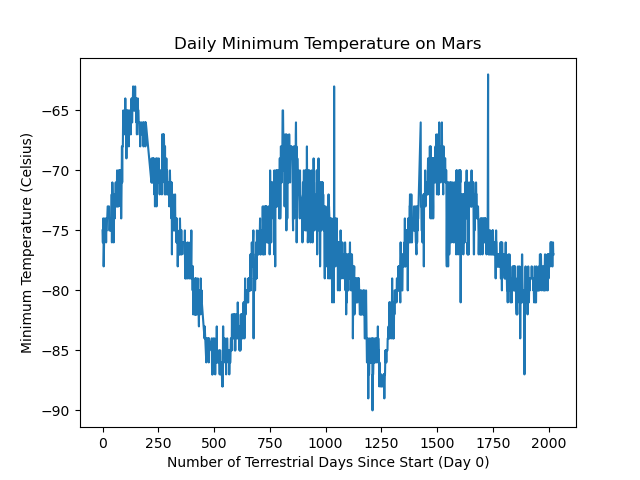 Daily Minimum Temperature on Mars
Minimum Temperature (Celsius)
−65
−70
−75
−80
−85
−90
0 250 500 750 1000 1250 1500 1750 2000
Number of Terrestrial Days Since Start (Day 0)